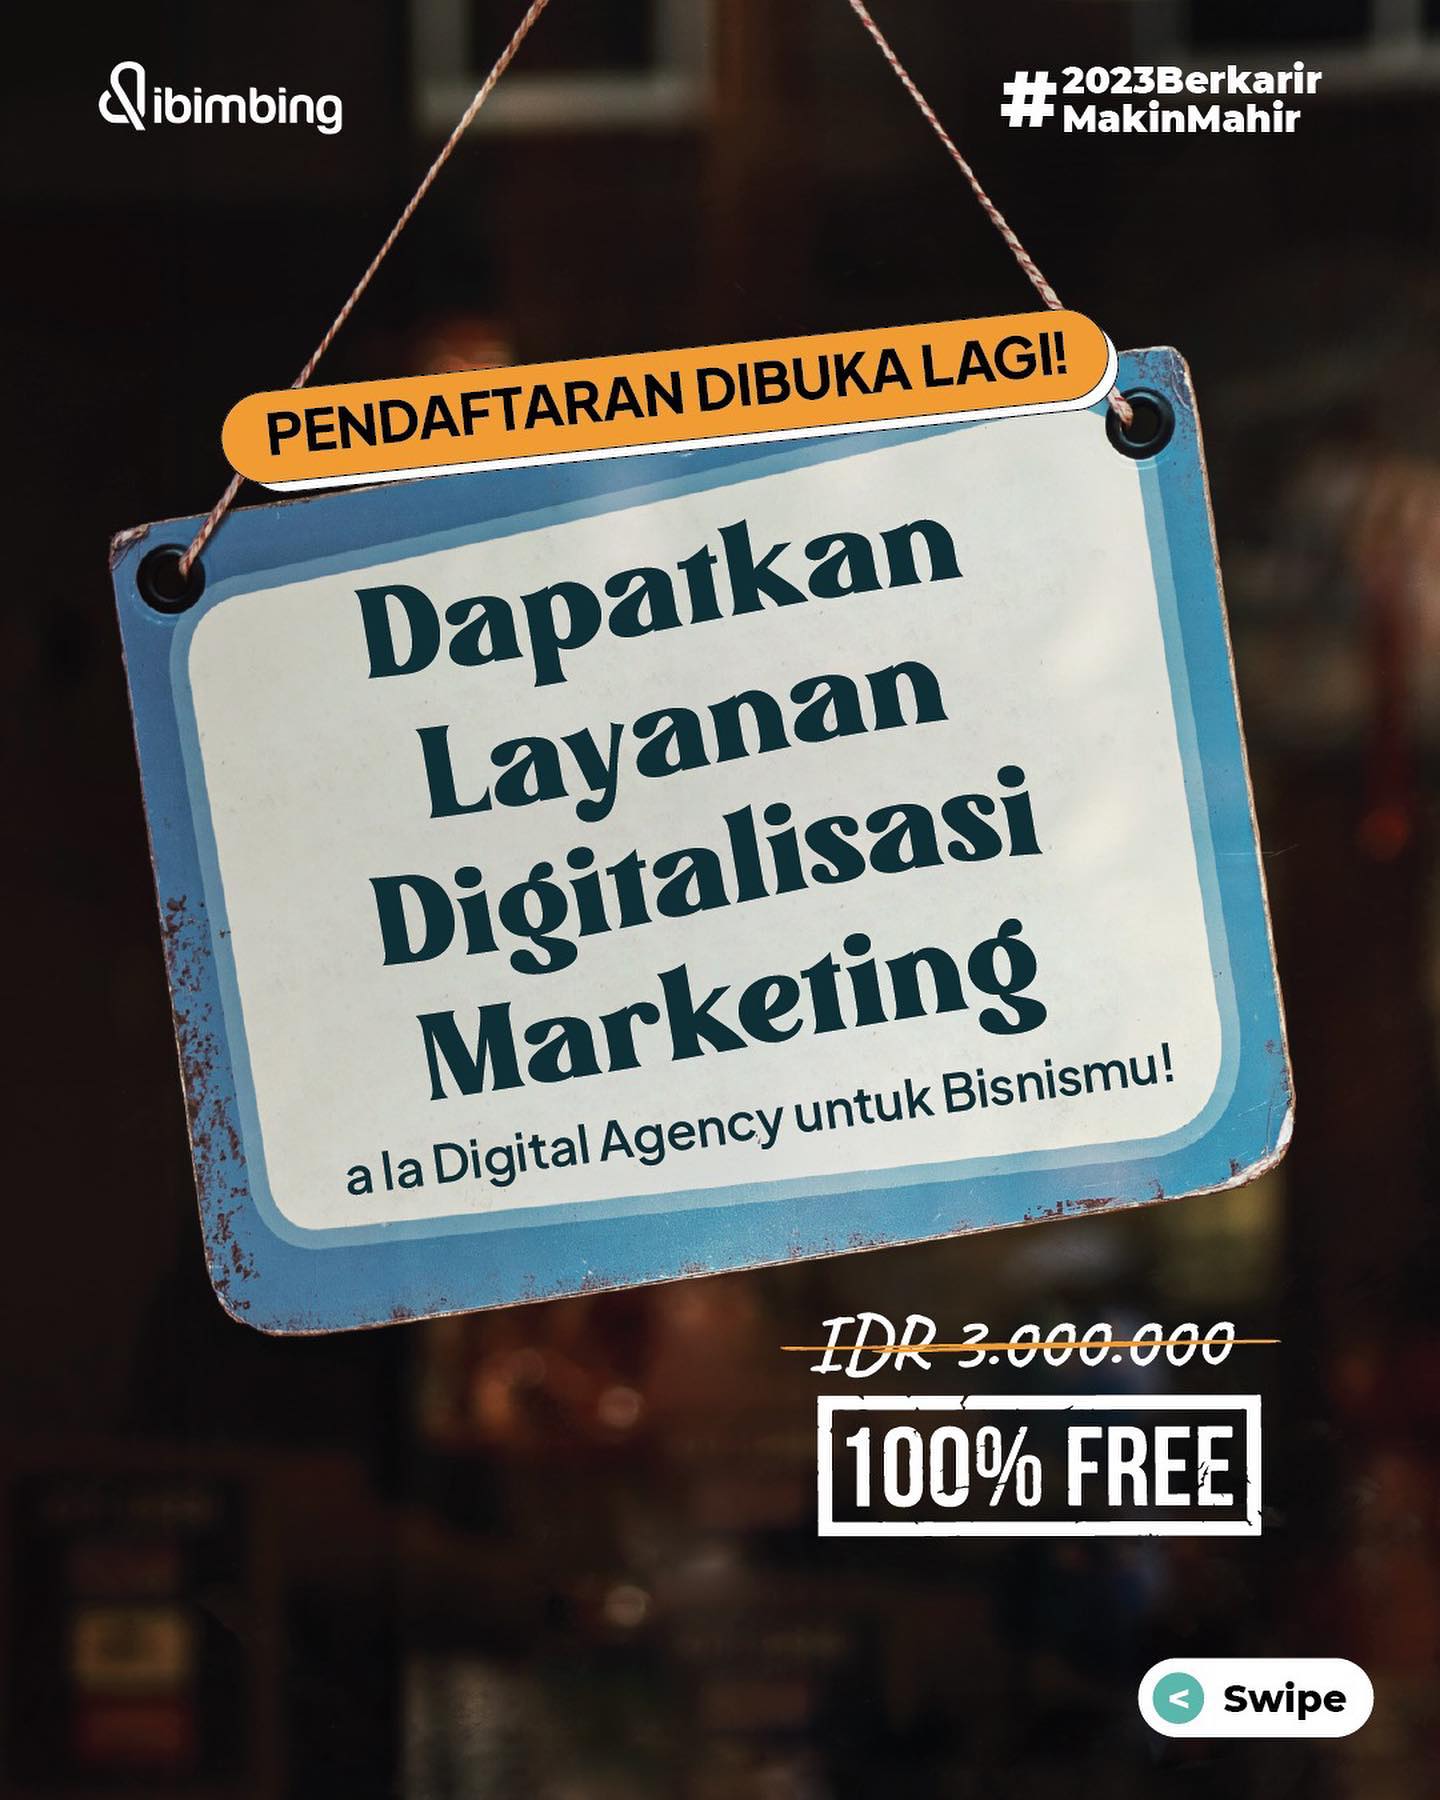 ibimbing
#2023Berkarir
MakinMahir
PENDAFTARAN DIBUKA LAGI!
Dapatkan
Layanan
Digitalisasi
Marketing
a la Digital Agency untuk Bisnismu!
IDR 3.000.000
100% FREE
< Swipe